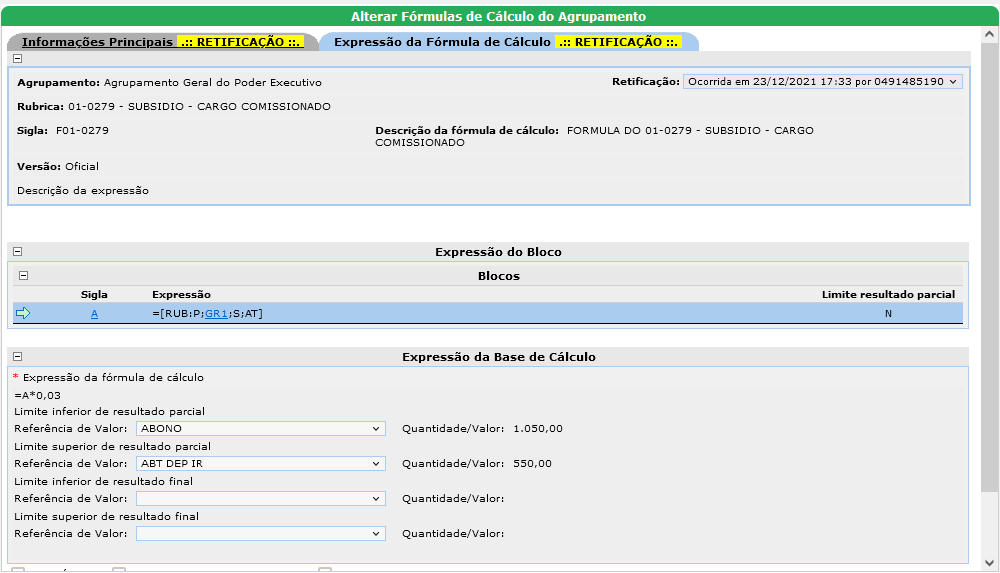 Alterar Fórmulas de Cálculo do Agrupamento
Informações Principais .:: RETIFICAÇÃO ::. Expressão da Fórmula de Cálculo .:: RETIFICAÇÃO ::.
Agrupamento: Agrupamento Geral do Poder Executivo Retificação: Ocorrida em 23/12/2021 17:33 por 0491485190
Rubrica: 01-0279 - SUBSIDIO - CARGO COMISSIONADO
Sigla: F01-0279 Descrição da fórmula de cálculo: FORMULA DO 01-0279 - SUBSIDIO - CARGO
COMISSIONADO
Versão: Oficial
Descrição da expressão
Expressão do Bloco
Blocos
Sigla Expressão Limite resultado parcial
A =[RUB:P;GR1;S;AT] N
Expressão da Base de Cálculo
* Expressão da fórmula de cálculo
=A*0,03
Limite inferior de resultado parcial
Referência de Valor: ABONO Quantidade/Valor: 1.050,00
Limite superior de resultado parcial
Referência de Valor: ABT DEP IR Quantidade/Valor: 550,00
Limite inferior de resultado final
Referência de Valor: Quantidade/Valor:
Limite superior de resultado final
Referência de Valor: Quantidade/Valor: